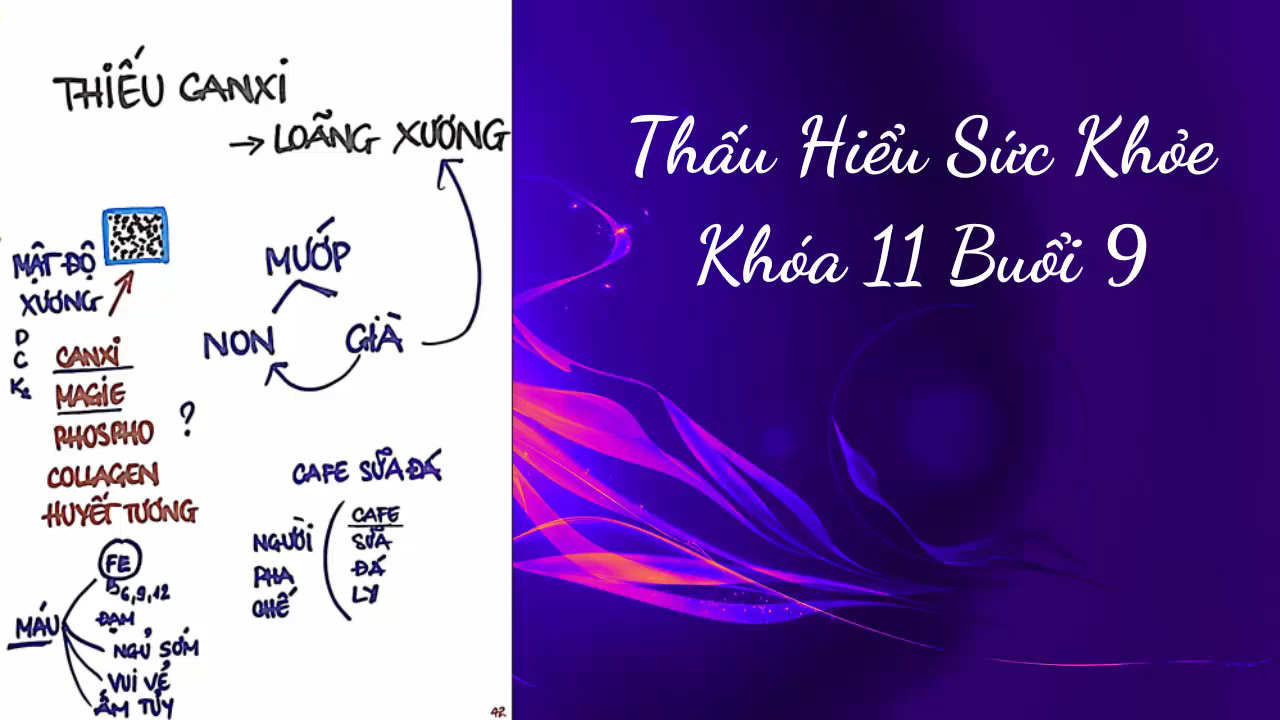 THIẾU CANXI
→ LOÃNG XƯƠNG
MẬT ĐỘ
XƯƠNG
D
C
K2
CANXI
MAGIE
PHOSPHO
COLLAGEN
HUYẾT TƯƠNG
?
MƯỚP
NON
GIÀ
CAFE SỮA ĐÁ
NGƯỜI
PHA
CHẾ
CAFE
SỮA
ĐÁ
LY
MÁU
FE
B6,9,12
ĐẠM
NGỦ SỚM
VUI VẺ
ẤM TỦY
42
Thấu Hiểu Sức Khỏe
Khóa 11 Buổi 9